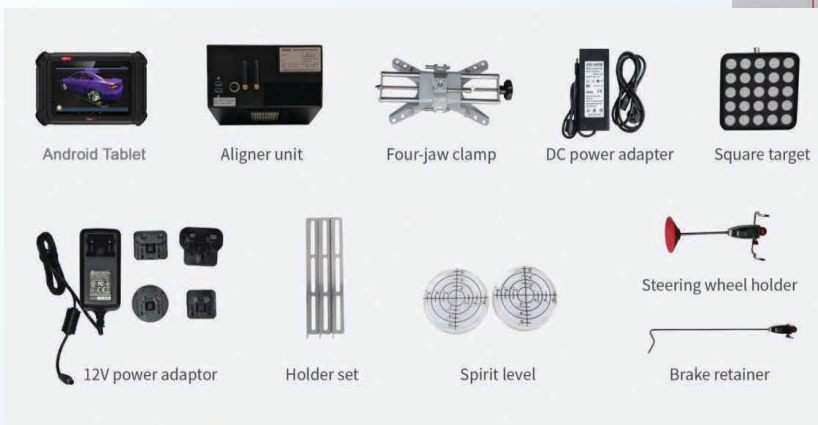 Android Tablet
Aligner unit
Four-jaw clamp
DC power adapter
Square target
Steering wheel holder
12V power adaptor
Holder set
Spirit level
Brake retainer